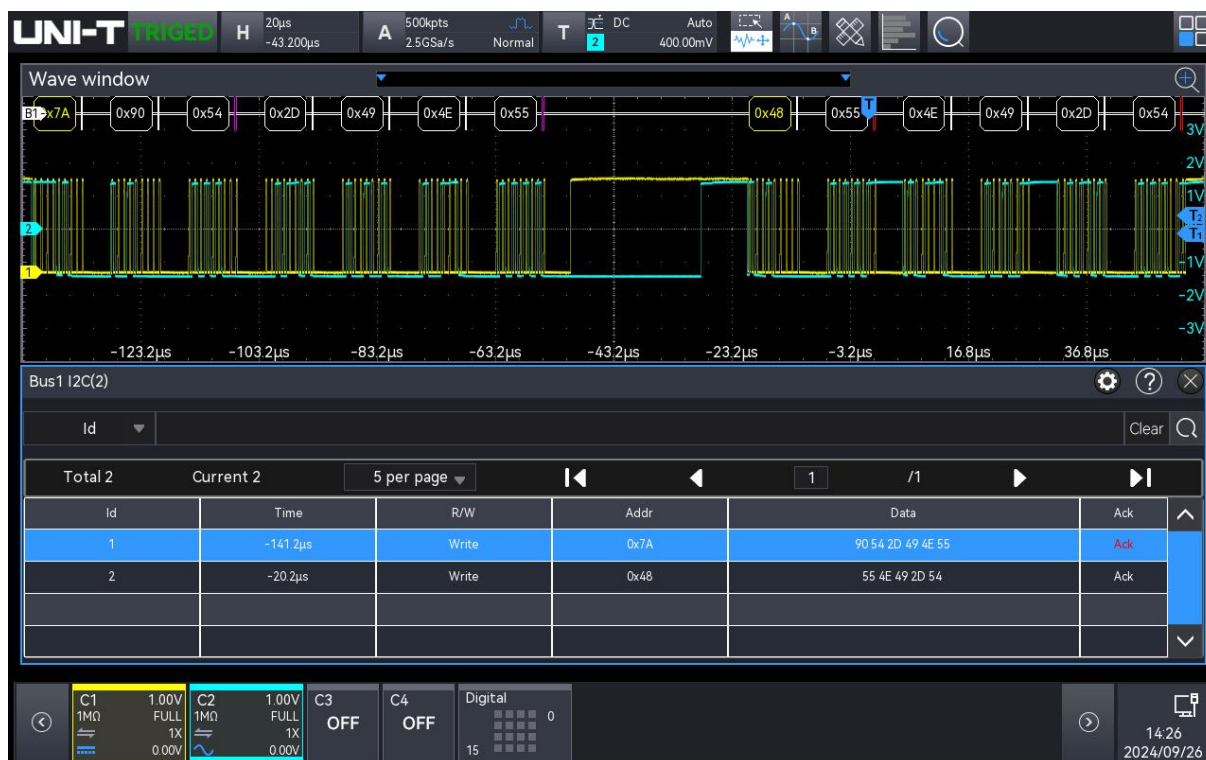 UNI-T TRIGED H 20µs -43.200µs A 500kpts 2.5GSa/s Normal T DC Auto 2 400.00mV A B
Wave window
B1 0x7A 0x90 0x54 0x2D 0x49 0x4E 0x55 0x48 0x55 T 0x4E 0x49 0x2D 0x54
3V
2V
1V
2 T2
T1
1 -1V
-2V
-3V
-123.2µs -103.2µs -83.2µs -63.2µs -43.2µs -23.2µs -3.2µs 16.8µs 36.8µs
Bus1 I2C(2)
Id Clear
Total 2 Current 2 5 per page 1 /1
Id Time R/W Addr Data Ack
1 -141.2µs Write 0x7A 90 54 2D 49 4E 55 Ack
2 -20.2µs Write 0x48 55 4E 49 2D 54 Ack
C1 1.00V C2 1.00V C3 C4 Digital
1MΩ FULL 1MΩ FULL OFF OFF 0
1X 1X
0.00V 0.00V 15
14:26
2024/09/26